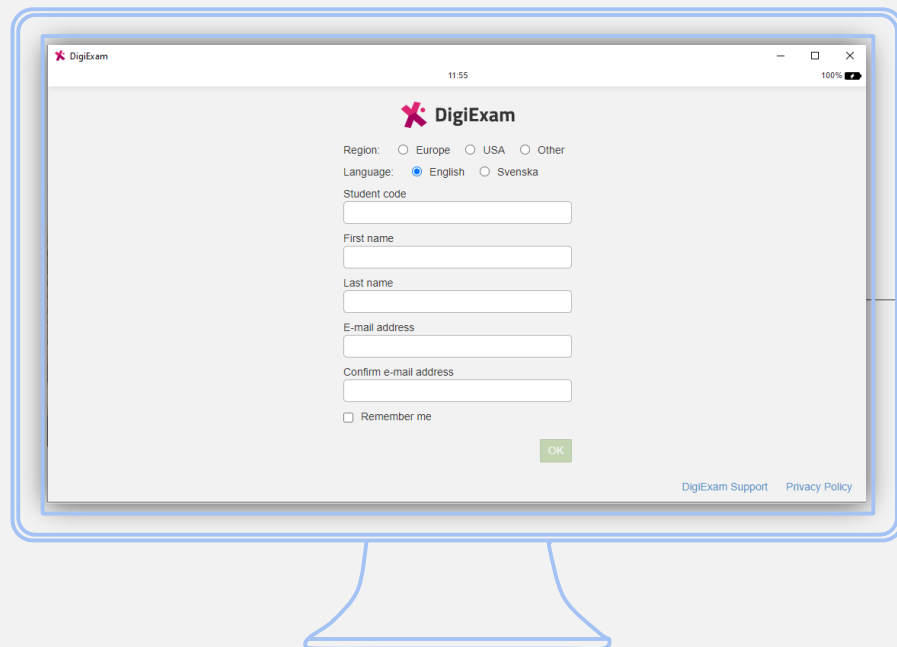 DigiExam
11:55
100%
DigiExam
Region: Europe USA Other
Language: English Svenska
Student code
First name
Last name
E-mail address
Confirm e-mail address
Remember me
OK
DigiExam Support Privacy Policy